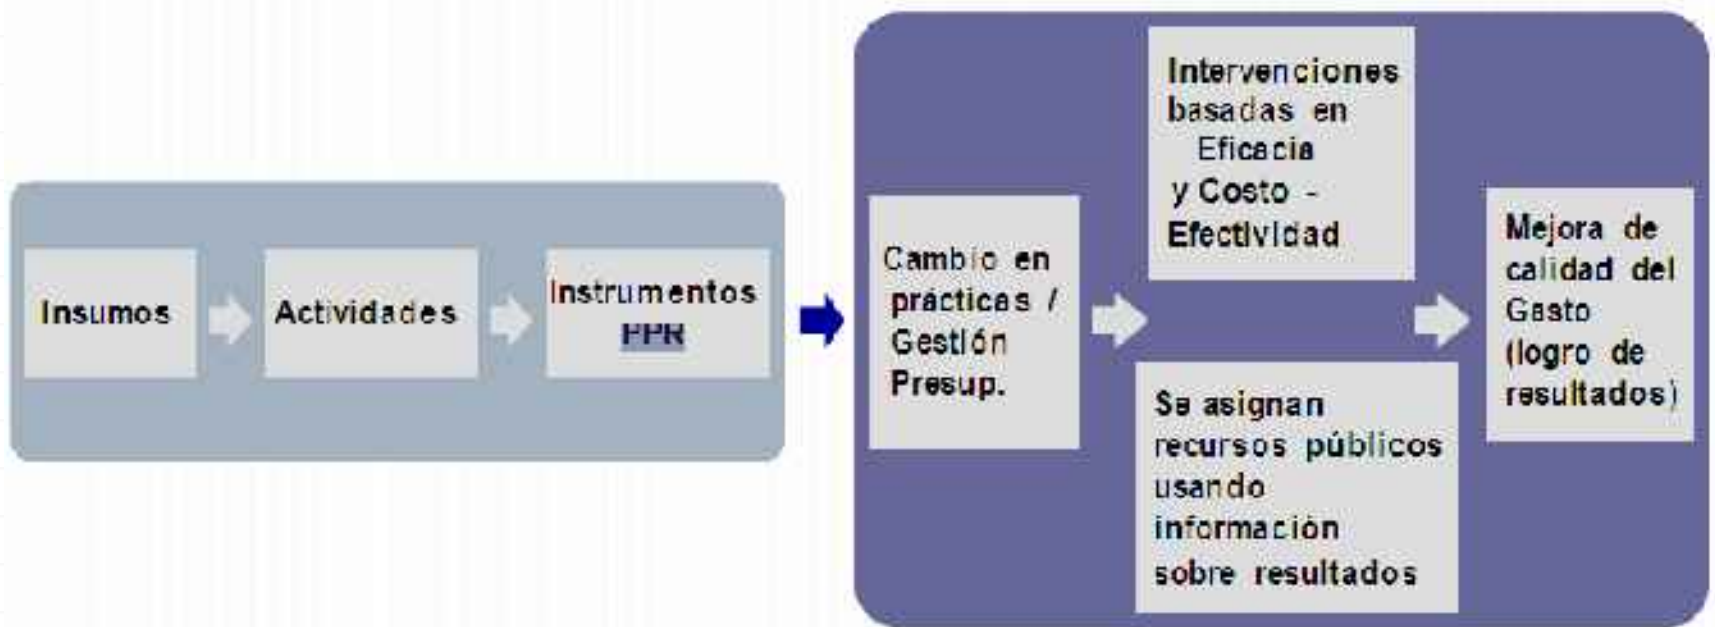 Insumos
Actividades
Instrumentos
PPR
Cambio en
prácticas /
Gestión
Presup.
Intervenciones
basadas en
Eficacia
y Costo -
Efectividad
Se asignan
recursos públicos
usando
información
sobre resultados
Mejora de
calidad del
Gasto
(logro de
resultados)